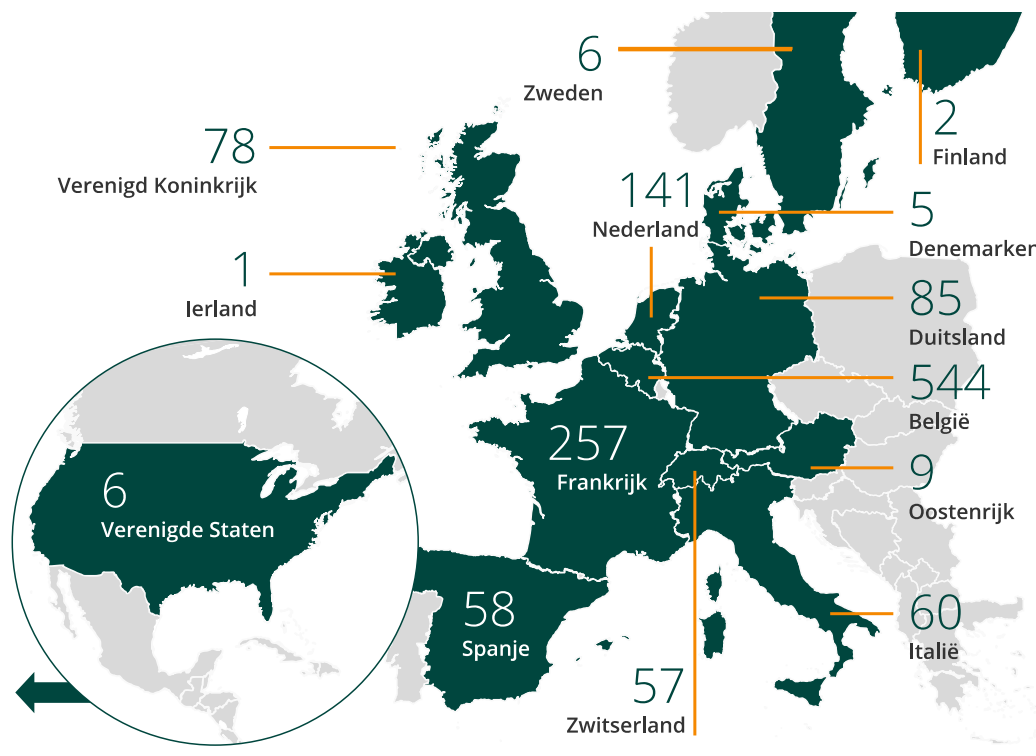 6
Zweden
2
Finland
78
Verenigd Koninkrijk
141
Nederland
5
Denemarken
1
Ierland
85
Duitsland
544
België
257
Frankrijk
9
Oostenrijk
6
Verenigde Staten
58
Spanje
60
Italië
57
Zwitserland